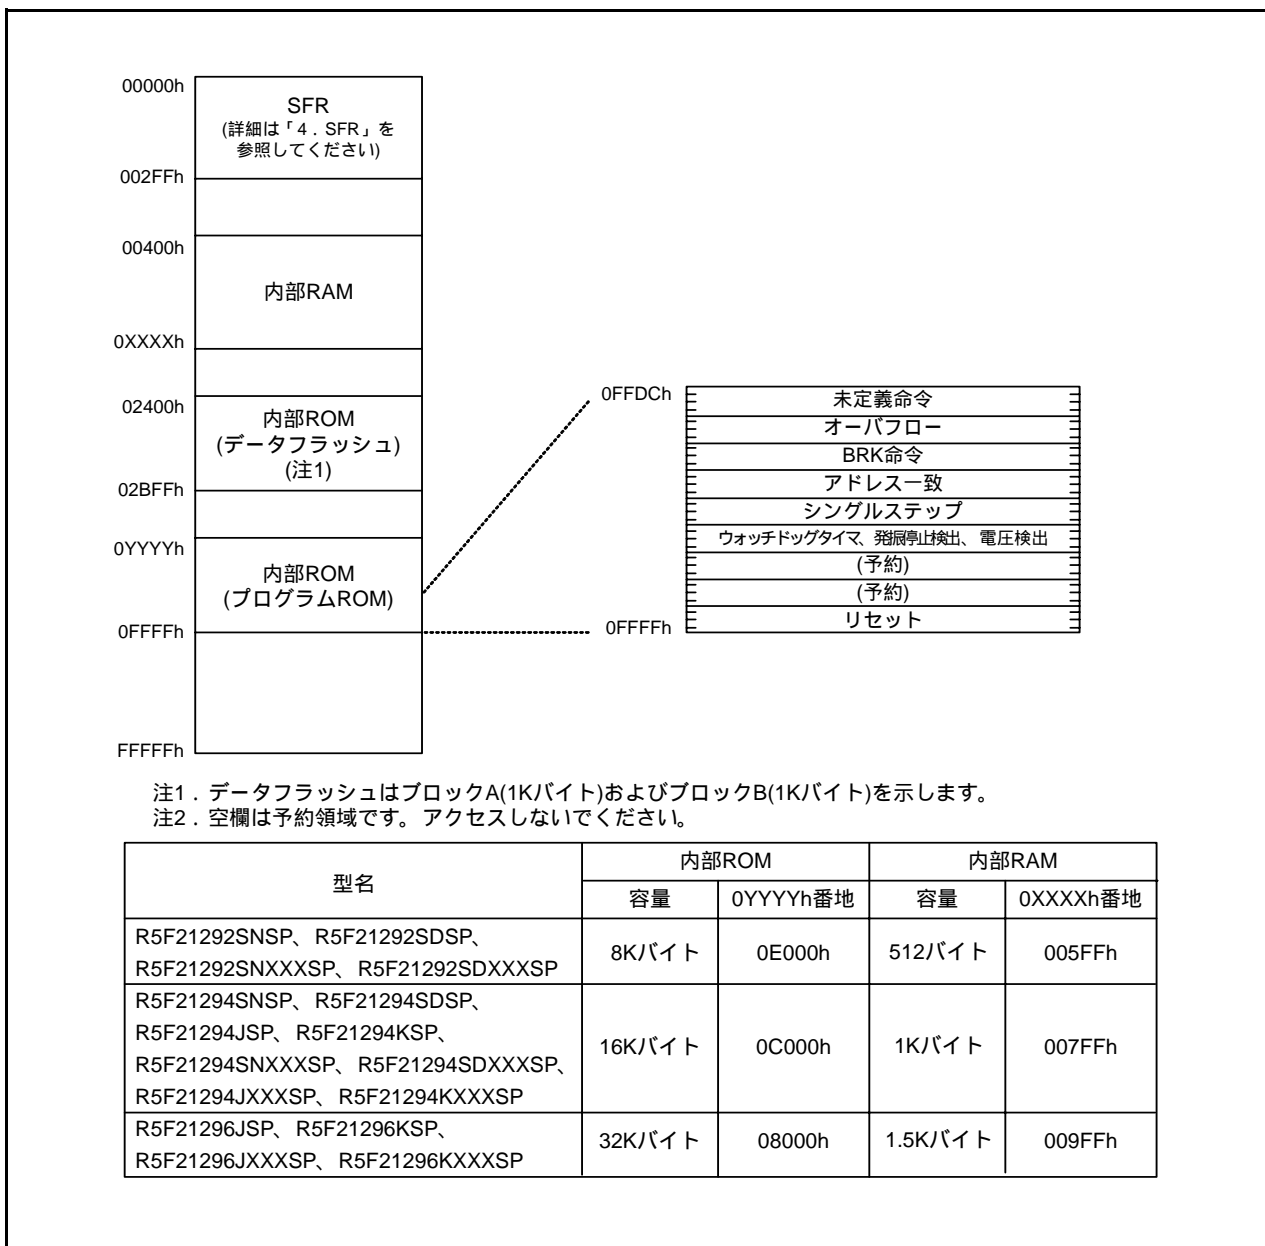 00000h
SFR
(詳細は「4．SFR」を
参照してください)
002FFh
00400h
内部RAM
0XXXXh
02400h
内部ROM
(データフラッシュ)
(注1)
02BFFh
0YYYYh
内部ROM
(プログラムROM)
0FFFFh
FFFFFh
0FFDCh
未定義命令
オーバフロー
BRK命令
アドレス一致
シングルステップ
ウォッチドッグタイマ、発振停止検出、電圧検出
(予約)
(予約)
リセット
0FFFFh
注1．データフラッシュはブロックA(1Kバイト)およびブロックB(1Kバイト)を示します。
注2．空欄は予約領域です。アクセスしないでください。
型名 内部ROM 内部RAM
容量 0YYYYh番地 容量 0XXXXh番地
R5F21292SNSP、R5F21292SDSP、
R5F21292SNXXXSP、R5F21292SDXXXSP
8Kバイト 0E000h 512バイト 005FFh
R5F21294SNSP、R5F21294SDSP、
R5F21294JSP、R5F21294KSP、
R5F21294SNXXXSP、R5F21294SDXXXSP、
R5F21294JXXXSP、R5F21294KXXXSP
16Kバイト 0C000h 1Kバイト 007FFh
R5F21296JSP、R5F21296KSP、
R5F21296JXXXSP、R5F21296KXXXSP
32Kバイト 08000h 1.5Kバイト 009FFh